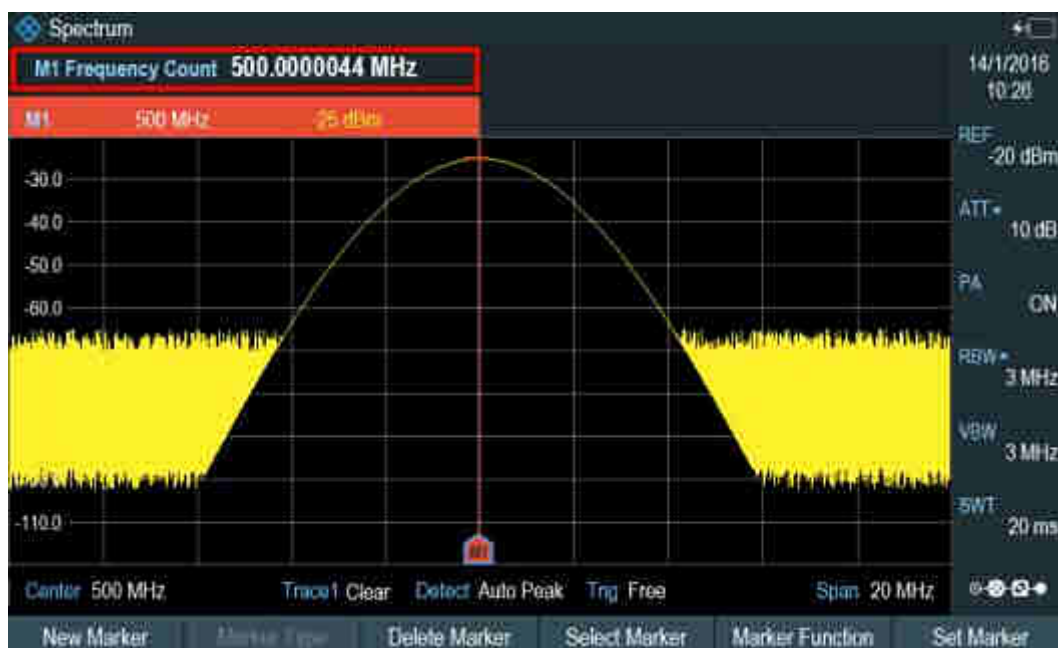 Spectrum
M1 Frequency Count 500.0000044 MHz
M1 500 MHz -25 dBm
14/1/2016
10:26
REF
-20 dBm
ATT
10 dB
PA
ON
RBW
3 MHz
VBW
3 MHz
SWT
20 ms
-30.0
-40.0
-50.0
-60.0
-110.0
M1
Center 500 MHz Trace1 Clear Detect Auto Peak Trig Free Span 20 MHz
New Marker Marker Type Delete Marker Select Marker Marker Function Set Marker